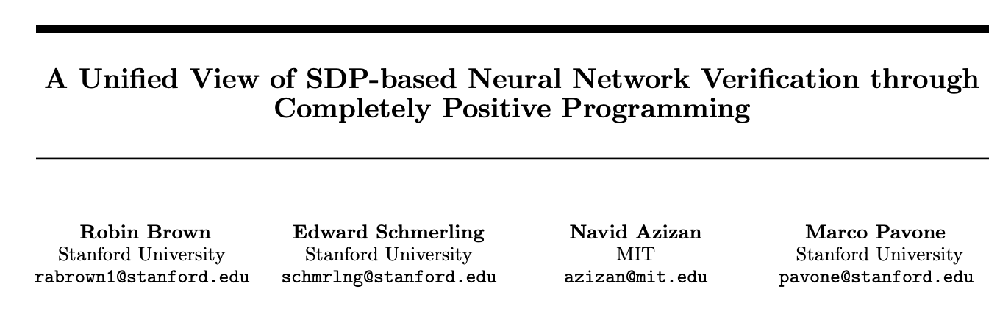 A Unified View of SDP-based Neural Network Verification through
Completely Positive Programming
Robin Brown
Stanford University
rabrown1@stanford.edu
Edward Schmerling
Stanford University
schmrlng@stanford.edu
Navid Azizan
MIT
azizan@mit.edu
Marco Pavone
Stanford University
pavone@stanford.edu